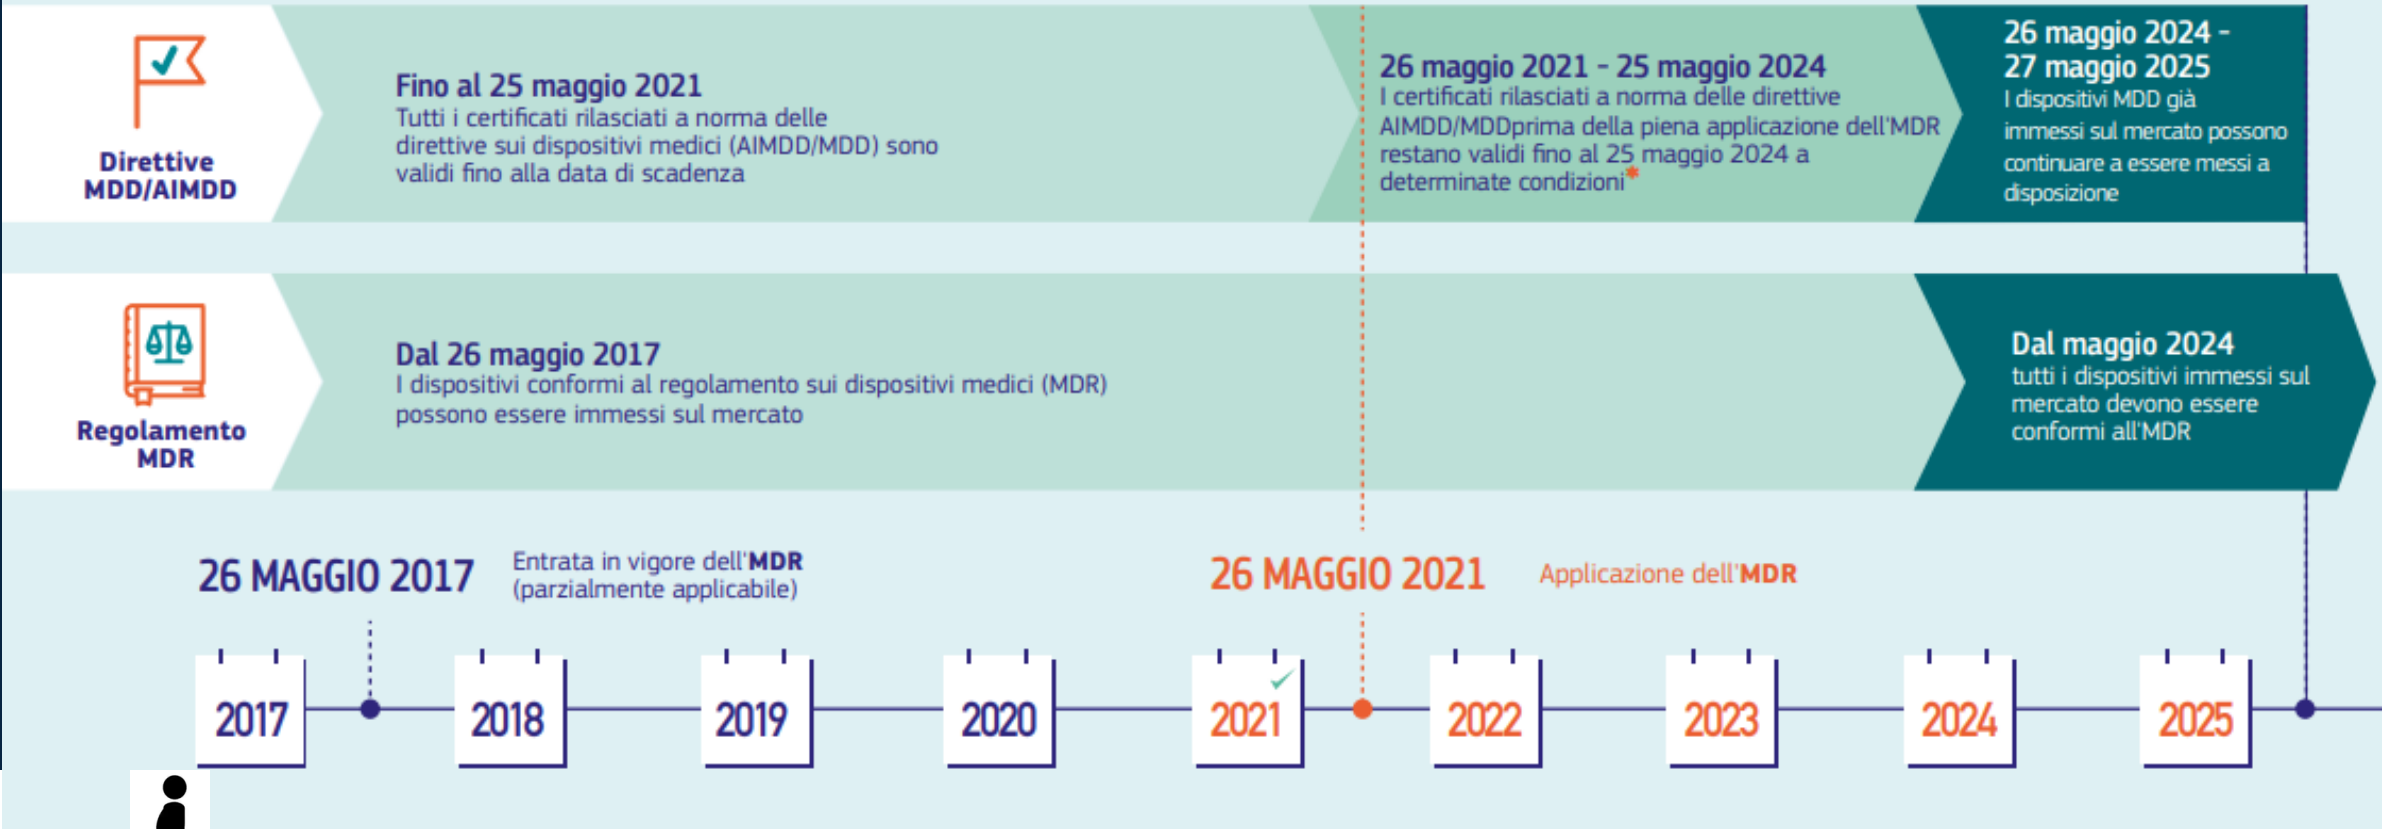 Direttive
MDD/AIMDD
Fino al 25 maggio 2021
Tutti i certificati rilasciati a norma delle
direttive sui dispositivi medici (AIMDD/MDD) sono
validi fino alla data di scadenza
26 maggio 2021 - 25 maggio 2024
I certificati rilasciati a norma delle direttive
AIMDD/MDDprima della piena applicazione dell'MDR
restano validi fino al 25 maggio 2024 a
determinate condizioni*
26 maggio 2024 -
27 maggio 2025
I dispositivi MDD già
immessi sul mercato possono
continuare a essere messi a
disposizione
Regolamento
MDR
Dal 26 maggio 2017
I dispositivi conformi al regolamento sui dispositivi medici (MDR)
possono essere immessi sul mercato
Dal maggio 2024
tutti i dispositivi immessi sul
mercato devono essere
conformi all'MDR
26 MAGGIO 2017
Entrata in vigore dell'MDR
(parzialmente applicabile)
26 MAGGIO 2021
Applicazione dell'MDR
2017
2018
2019
2020
2021
2022
2023
2024
2025